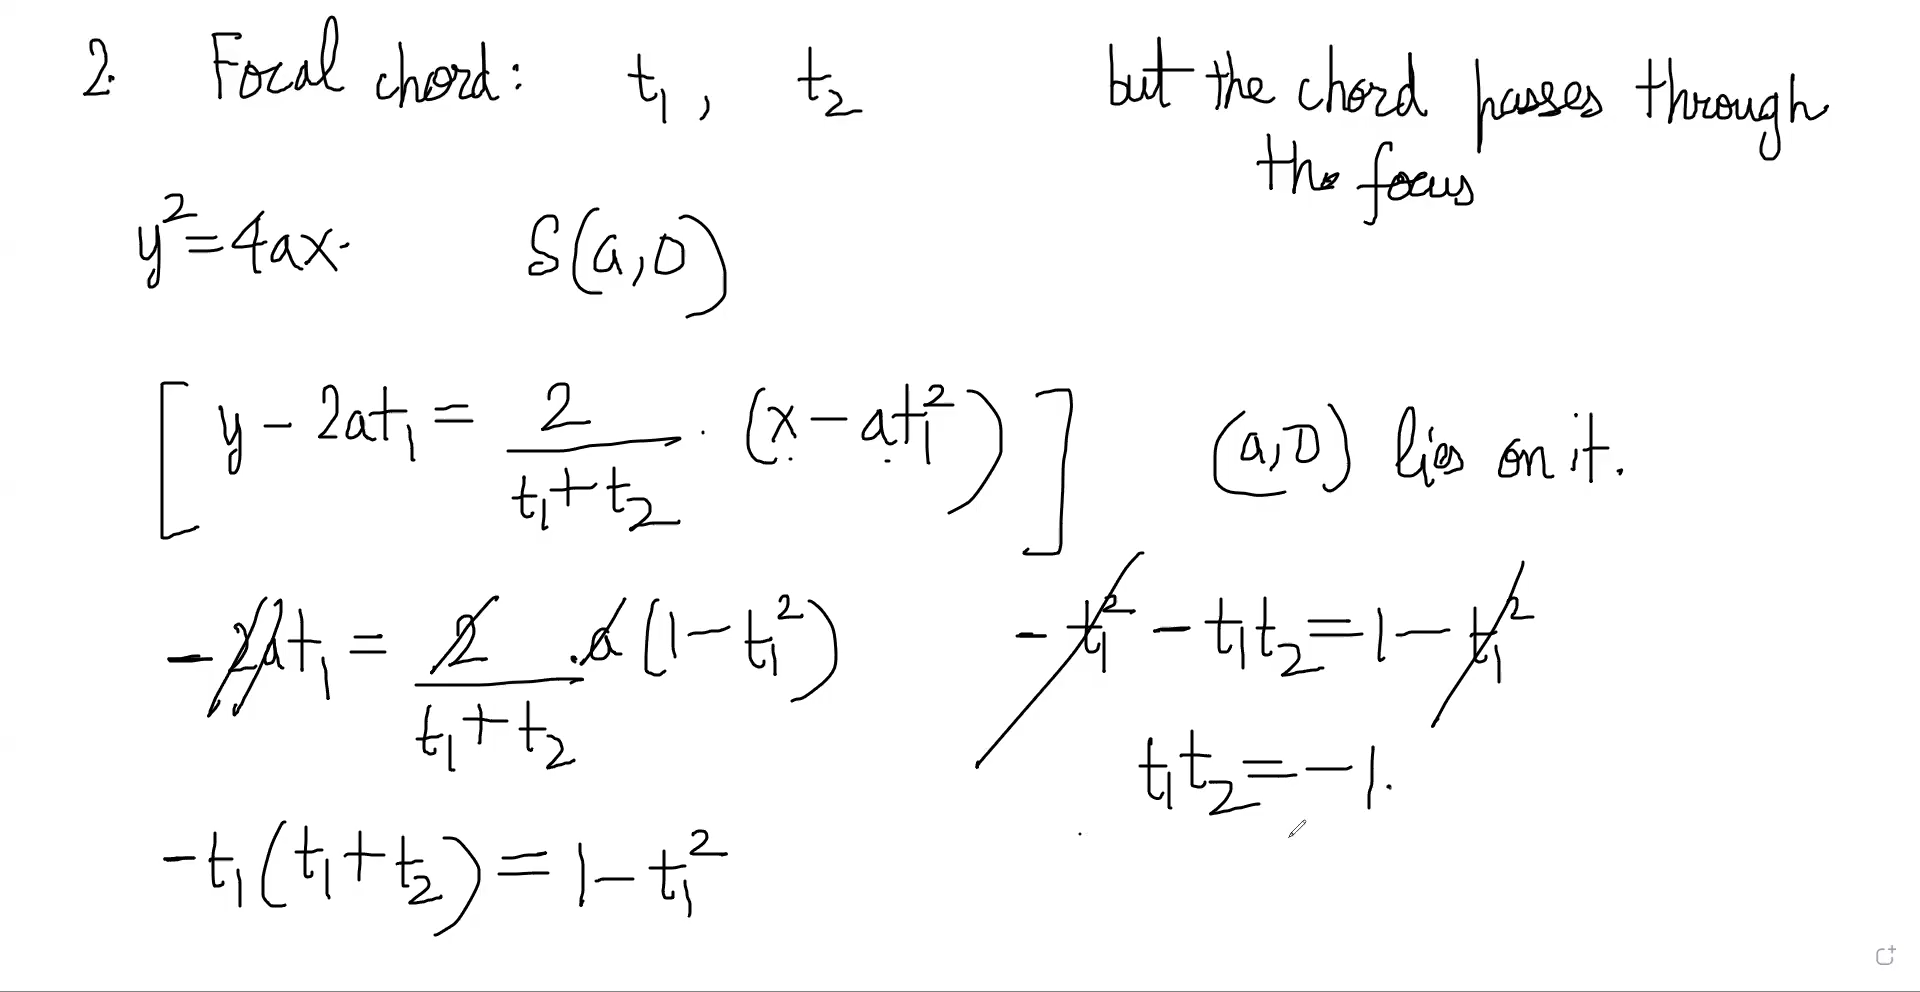 2. Focal chord: t₁, t₂
but the chord passes through
the focus
y² = 4ax.
S(a,0)
[ y - 2at₁ = 2/(t₁+t₂) · (x - at₁²) ]
(a,0) lies on it.
-2at₁ = 2/(t₁+t₂) · a(1 - t₁²)
-t₁(t₁+t₂) = 1 - t₁²
- t₁² - t₁t₂ = 1 - t₁²
t₁t₂ = -1.